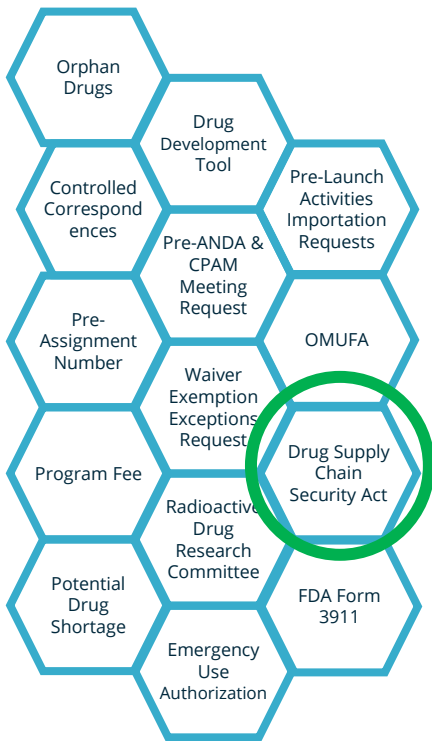 Orphan
Drugs
Drug
Development
Tool
Controlled
Correspond
ences
Pre-Launch
Activities
Importation
Requests
Pre-ANDA &
CPAM
Meeting
Request
Pre-
Assignment
Number
OMUFA
Waiver
Exemption
Exceptions
Request
Program Fee
Drug Supply
Chain
Security Act
Radioactive
Drug
Research
Committee
Potential
Drug
Shortage
FDA Form
3911
Emergency
Use
Authorization